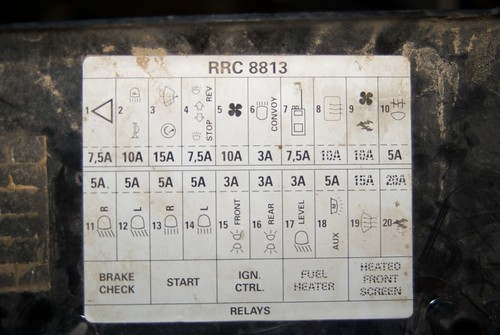 RRC 8813
1 2 3 4 STOP REV 5 6 CONVOY 7 8 9 10
7,5A 10A 15A 7,5A 10A 3A 7,5A 10A 10A 5A
5A. 5A 5A 5A 3A 3A 3A 5A 15A 20A
11 R 12 L 13 R 14 L 15 FRONT 16 REAR 17 LEVEL 18 AUX 19 20
BRAKE CHECK START IGN. CTRL. FUEL HEATER HEATED FRONT SCREEN
RELAYS